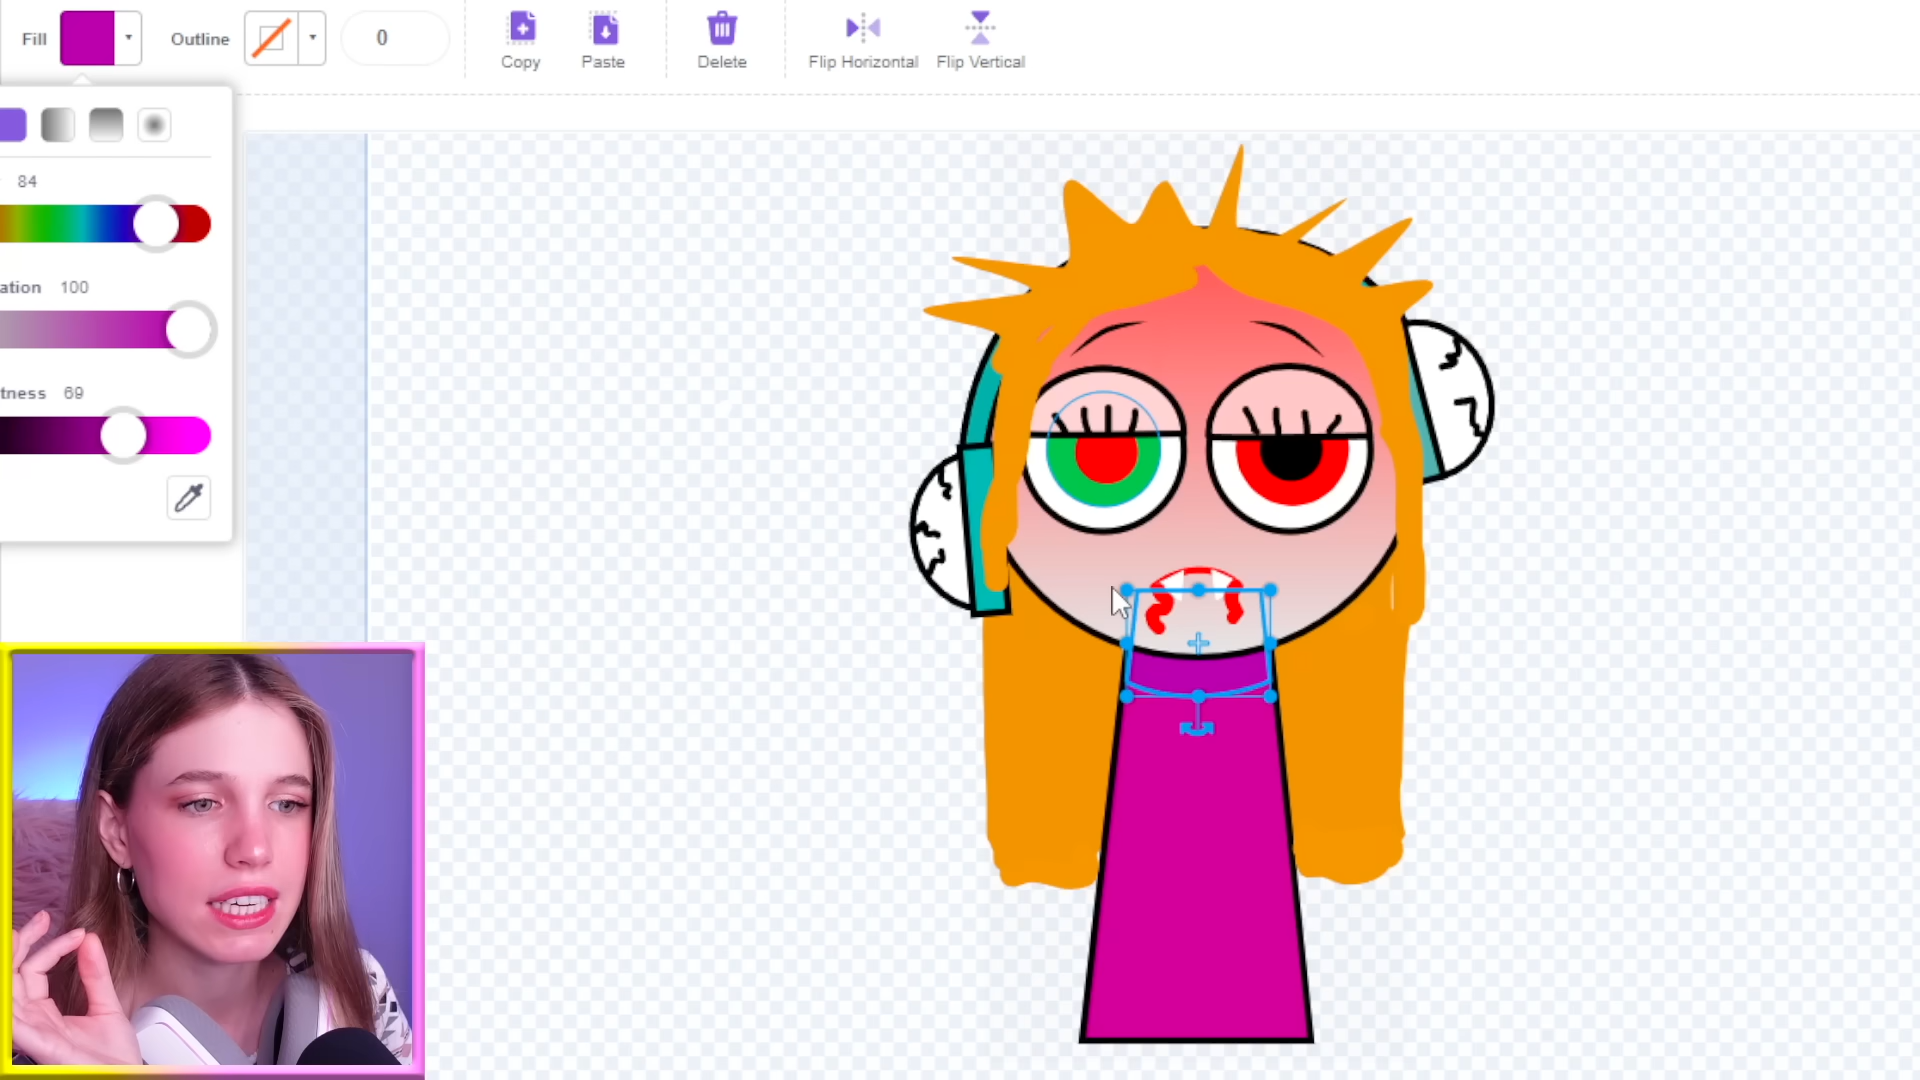 Fill
Outline
0
Copy
Paste
Delete
Flip Horizontal
Flip Vertical
84
ation 100
tness 69